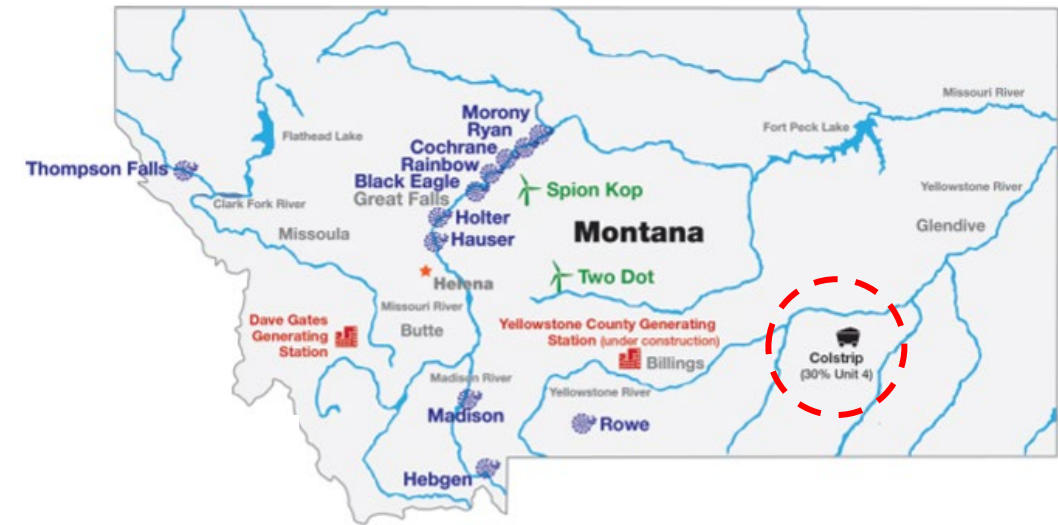 Missouri River
Morony
Ryan
Cochrane
Rainbow
Black Eagle
Great Falls
Flathead Lake
Fort Peck Lake
Thompson Falls
Clark Fork River
Missoula
Spion Kop
Yellowstone River
Glendive
Holter
Hauser
Montana
Helena
Two Dot
Missouri River
Butte
Dave Gates
Generating
Station
Yellowstone County Generating
Station (under construction)
Billings
Colstrip
(30% Unit 4)
Madison River
Madison
Yellowstone River
Rowe
Hebgen